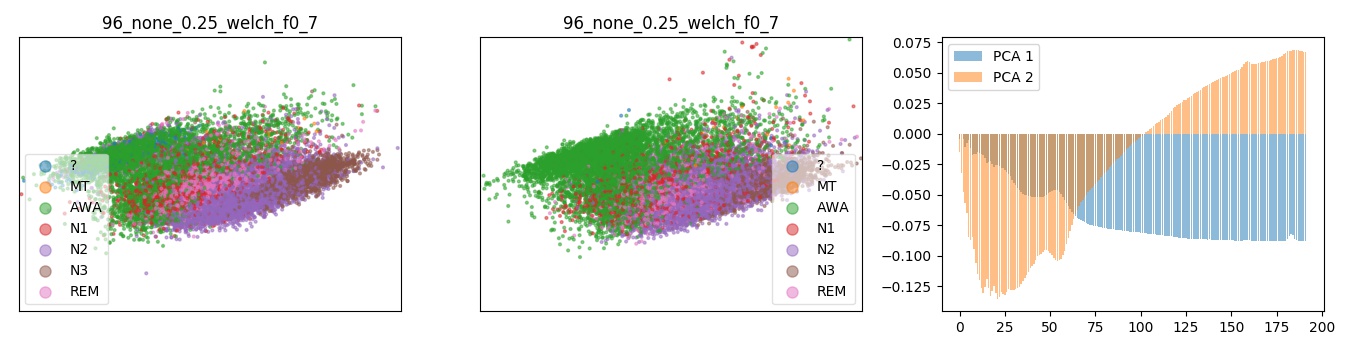 96_none_0.25_welch_f0_7
?
MT
AWA
N1
N2
N3
REM
96_none_0.25_welch_f0_7
?
MT
AWA
N1
N2
N3
REM
PCA 1
PCA 2
0.075
0.050
0.025
0.000
−0.025
−0.050
−0.075
−0.100
−0.125
0 25 50 75 100 125 150 175 200